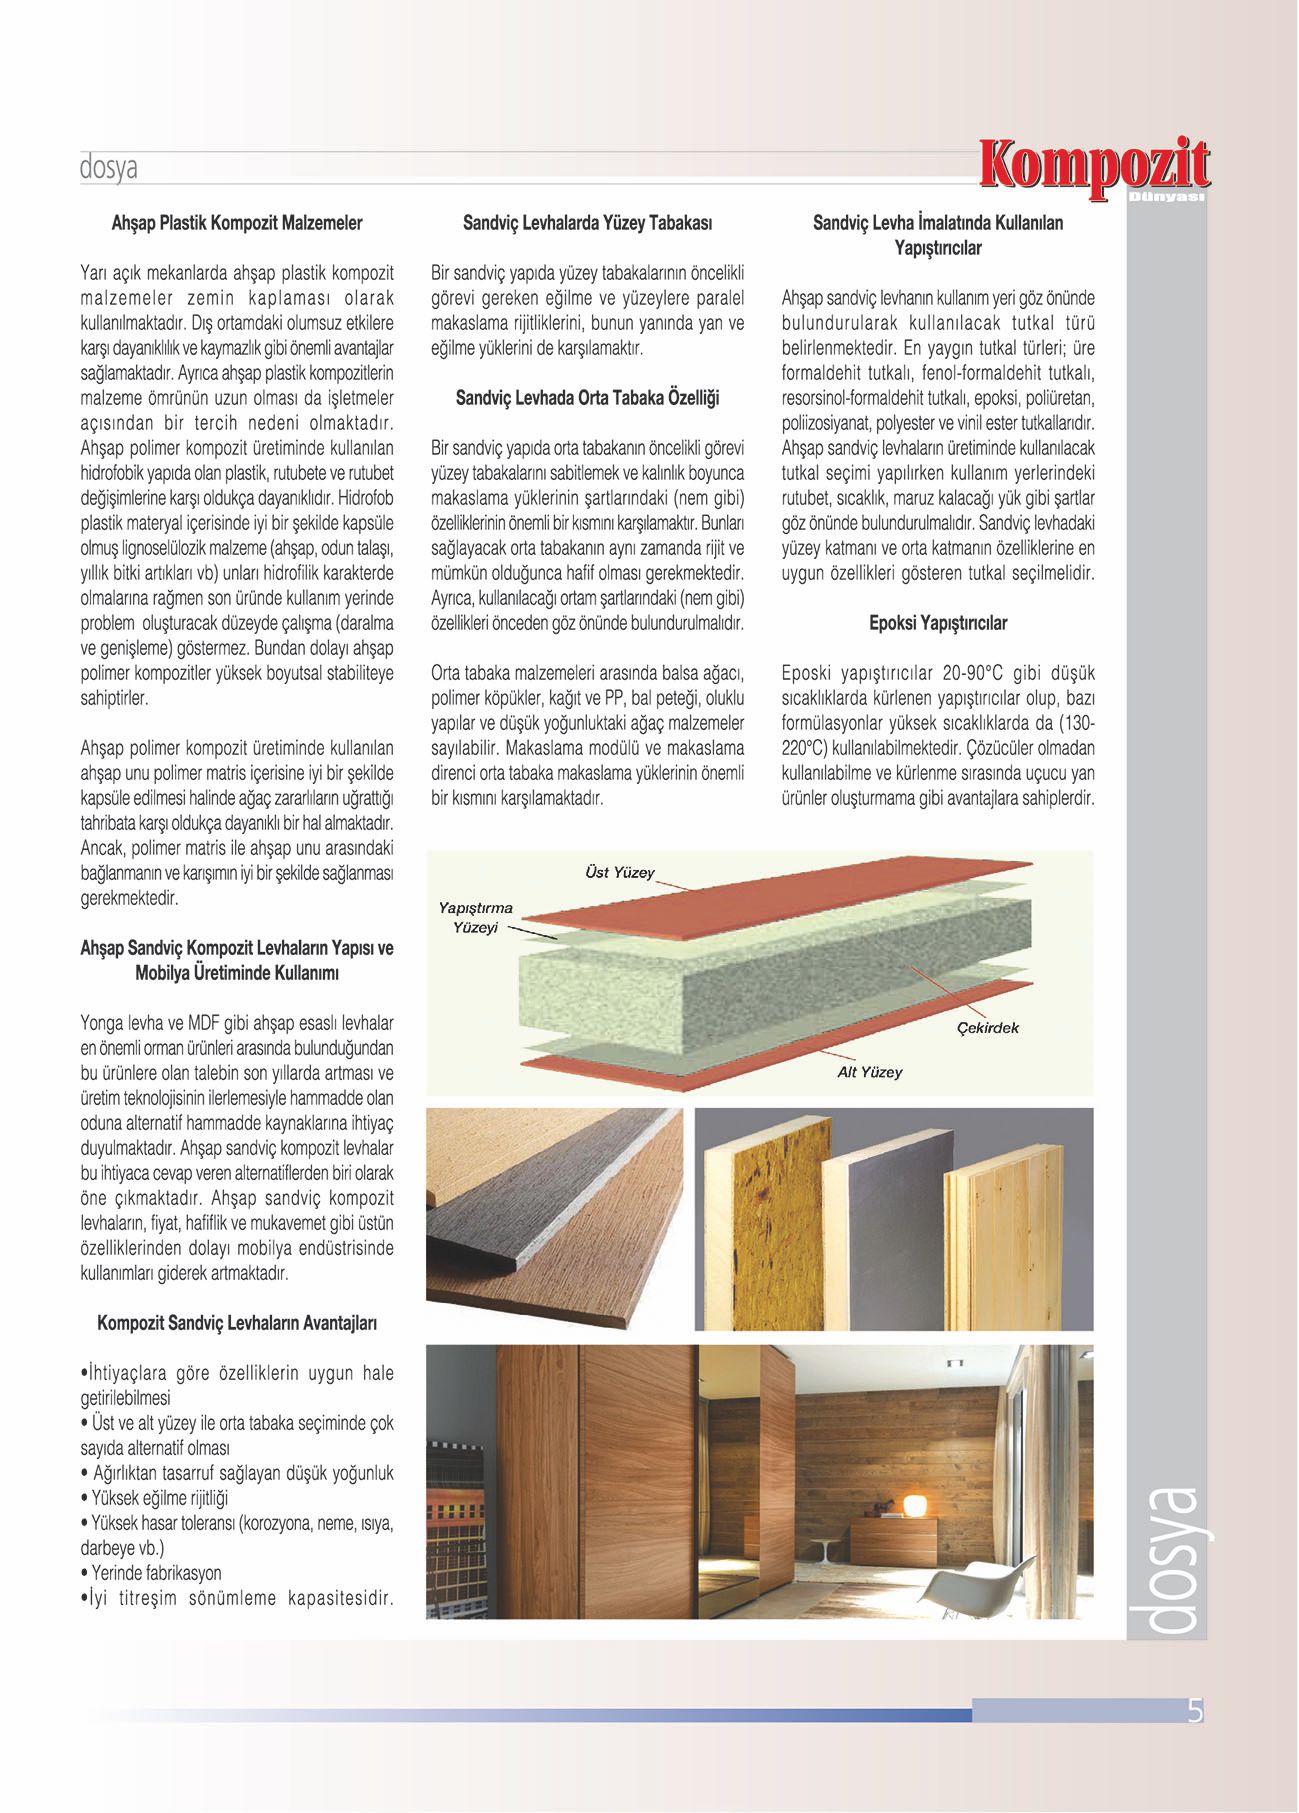 dosya
Kompozit
Dünyası
Ahşap Plastik Kompozit Malzemeler
Yarı açık mekanlarda ahşap plastik kompozit
malzemeler zemin kaplaması olarak
kullanılmaktadır. Dış ortamdaki olumsuz etkilere
karşı dayanıklılık ve kaymazlık gibi önemli avantajlar
sağlamaktadır. Ayrıca ahşap plastik kompozitlerin
malzeme ömrünün uzun olması da işletmeler
açısından bir tercih nedeni olmaktadır.
Ahşap polimer kompozit üretiminde kullanılan
hidrofobik yapıda olan plastik, rutubete ve rutubet
değişimlerine karşı oldukça dayanıklıdır. Hidrofob
plastik materyal içerisinde iyi bir şekilde kapsüle
olmuş lignoselülozik malzeme (ahşap, odun talaşı,
yıllık bitki artıkları vb) unları hidrofilik karakterde
olmalarına rağmen son üründe kullanım yerinde
problem oluşturacak düzeyde çalışma (daralma
ve genişleme) göstermez. Bundan dolayı ahşap
polimer kompozitler yüksek boyutsal stabiliteye
sahiptirler.
Ahşap polimer kompozit üretiminde kullanılan
ahşap unu polimer matris içerisine iyi bir şekilde
kapsüle edilmesi halinde ağaç zararlıların uğrattığı
tahribata karşı oldukça dayanıklı bir hal almaktadır.
Ancak, polimer matris ile ahşap unu arasındaki
bağlanmanın ve karışımın iyi bir şekilde sağlanması
gerekmektedir.
Ahşap Sandviç Kompozit Levhaların Yapısı ve
Mobilya Üretiminde Kullanımı
Yonga levha ve MDF gibi ahşap esaslı levhalar
en önemli orman ürünleri arasında bulunduğundan
bu ürünlere olan talebin son yıllarda artması ve
üretim teknolojisinin ilerlemesiyle hammadde olan
oduna alternatif hammadde kaynaklarına ihtiyaç
duyulmaktadır. Ahşap sandviç kompozit levhalar
bu ihtiyaca cevap veren alternatiflerden biri olarak
öne çıkmaktadır. Ahşap sandviç kompozit
levhaların, fiyat, hafiflik ve mukavemet gibi üstün
özelliklerinden dolayı mobilya endüstrisinde
kullanımları giderek artmaktadır.
Kompozit Sandviç Levhaların Avantajları
•İhtiyaçlara göre özelliklerin uygun hale
getirilebilmesi
• Üst ve alt yüzey ile orta tabaka seçiminde çok
sayıda alternatif olması
• Ağırlıktan tasarruf sağlayan düşük yoğunluk
• Yüksek eğilme rijitliği
• Yüksek hasar toleransı (korozyona, neme, ısıya,
darbeye vb.)
• Yerinde fabrikasyon
•İyi titreşim sönümleme kapasitesidir.
Sandviç Levhalarda Yüzey Tabakası
Bir sandviç yapıda yüzey tabakalarının öncelikli
görevi gereken eğilme ve yüzeylere paralel
makaslama rijitliklerini, bunun yanında yan ve
eğilme yüklerini de karşılamaktır.
Sandviç Levhada Orta Tabaka Özelliği
Bir sandviç yapıda orta tabakanın öncelikli görevi
yüzey tabakalarını sabitlemek ve kalınlık boyunca
makaslama yüklerinin şartlarındaki (nem gibi)
özelliklerinin önemli bir kısmını karşılamaktır. Bunları
sağlayacak orta tabakanın aynı zamanda rijit ve
mümkün olduğunca hafif olması gerekmektedir.
Ayrıca, kullanılacağı ortam şartlarındaki (nem gibi)
özellikleri önceden göz önünde bulundurulmalıdır.
Orta tabaka malzemeleri arasında balsa ağacı,
polimer köpükler, kağıt ve PP, bal peteği, oluklu
yapılar ve düşük yoğunluktaki ağaç malzemeler
sayılabilir. Makaslama modülü ve makaslama
direnci orta tabaka makaslama yüklerinin önemli
bir kısmını karşılamaktadır.
Sandviç Levha İmalatında Kullanılan
Yapıştırıcılar
Ahşap sandviç levhanın kullanım yeri göz önünde
bulundurularak kullanılacak tutkal türü
belirlenmektedir. En yaygın tutkal türleri; üre
formaldehit tutkalı, fenol-formaldehit tutkalı,
resorsinol-formaldehit tutkalı, epoksi, poliüretan,
poliizosiyanat, polyester ve vinil ester tutkallarıdır.
Ahşap sandviç levhaların üretiminde kullanılacak
tutkal seçimi yapılırken kullanım yerlerindeki
rutubet, sıcaklık, maruz kalacağı yük gibi şartlar
göz önünde bulundurulmalıdır. Sandviç levhadaki
yüzey katmanı ve orta katmanın özelliklerine en
uygun özellikleri gösteren tutkal seçilmelidir.
Epoksi Yapıştırıcılar
Eposki yapıştırıcılar 20-90°C gibi düşük
sıcaklıklarda kürlenen yapıştırıcılar olup, bazı
formülasyonlar yüksek sıcaklıklarda da (130-
220°C) kullanılabilmektedir. Çözücüler olmadan
kullanılabilme ve kürlenme sırasında uçucu yan
ürünler oluşturmama gibi avantajlara sahiplerdir.
Üst Yüzey
Yapıştırma
Yüzeyi
Çekirdek
Alt Yüzey
dosya
5